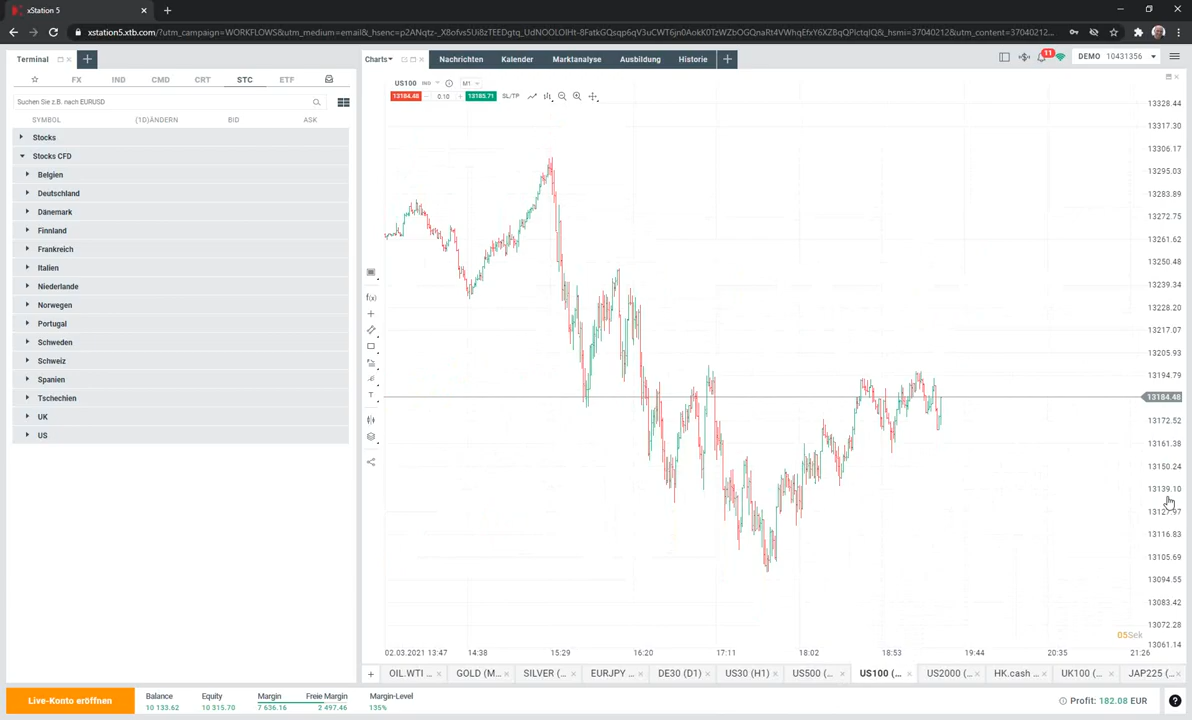 xStation 5
xstation5.xtb.com/?utm_campaign=WORKFLOWS&utm_medium=email&_hsenc=
Terminal
Charts
Nachrichten
Kalender
Marktanalyse
Ausbildung
Historie
11
DEMO 10431356
FX
IND
CMD
CRT
STC
ETF
Suchen Sie z.B. nach EURUSD
SYMBOL
(1D)ÄNDERN
BID
ASK
Stocks
Stocks CFD
Belgien
Deutschland
Dänemark
Finnland
Frankreich
Italien
Niederlande
Norwegen
Portugal
Schweden
Schweiz
Spanien
Tschechien
UK
US
US100 IND M1
13184.48
0.10
13185.71
SL/TP
f(x)
T
13328.44
13317.30
13306.17
13295.03
13283.89
13272.75
13261.62
13250.48
13239.34
13228.20
13217.07
13205.93
13194.79
13184.48
13172.52
13161.38
13150.24
13139.10
13127.97
13116.83
13105.69
13094.55
13083.42
13072.28
13061.14
05Sek
02.03.2021 13:47
14:38
15:29
16:20
17:11
18:02
18:53
19:44
20:35
21:26
OIL.WTI ...
GOLD (M...
SILVER (...
EURJPY ...
DE30 (D1)
US30 (H1)
US500 (...
US100 (...
US2000 (...
HK.cash ...
UK100 (...
JAP225 (...
Live-Konto eröffnen
Balance
10 133.62
Equity
10 315.70
Margin
7 636.16
Freie Margin
2 497.46
Margin-Level
135%
Profit: 182.08 EUR